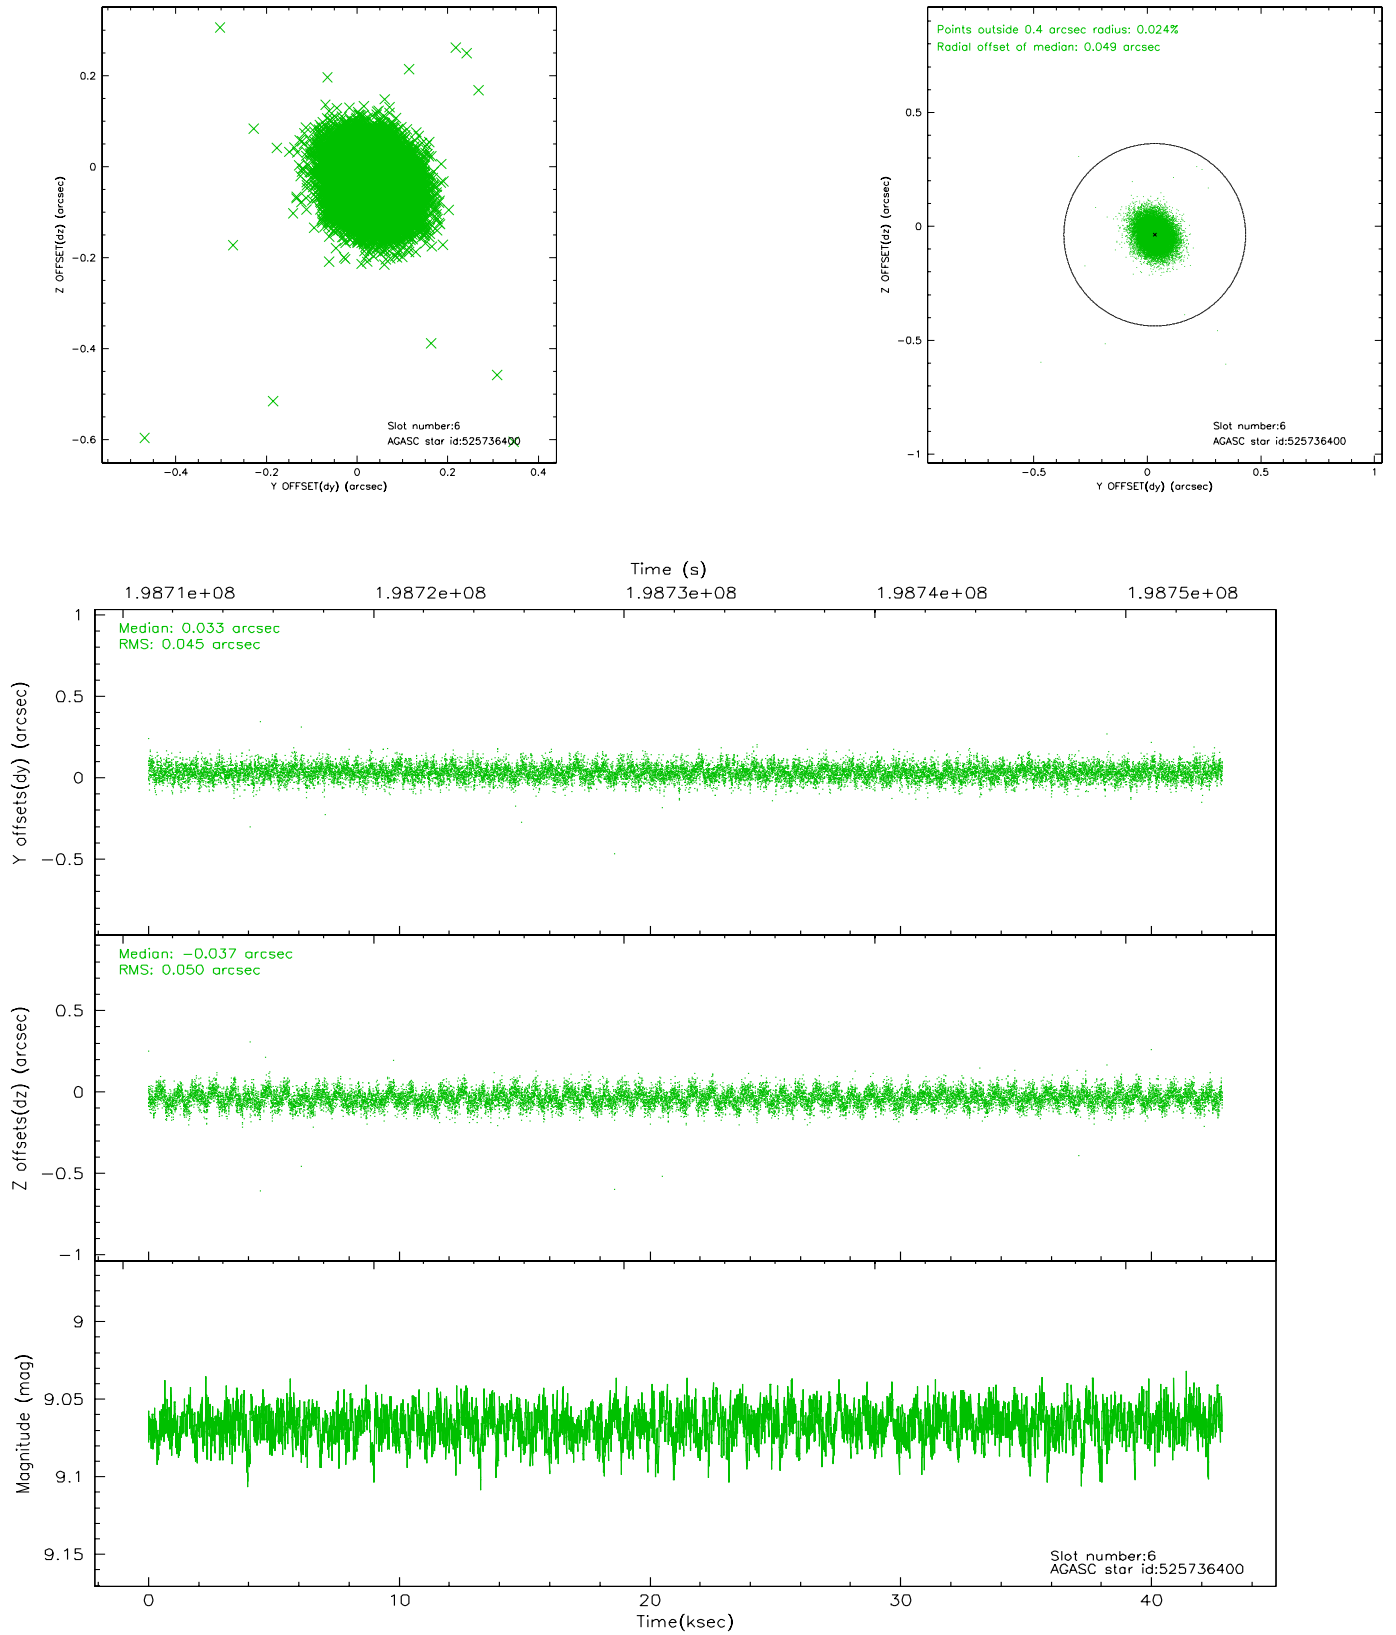 0.2
0
−0.2
−0.4
−0.6
Z OFFSET(dz) (arcsec)
Slot number:6
AGASC star id:525736400
−0.4
−0.2
0
0.2
0.4
Y OFFSET(dy) (arcsec)
Points outside 0.4 arcsec radius: 0.024%
Radial offset of median: 0.049 arcsec
0.5
0
−0.5
−1
Z OFFSET(dz) (arcsec)
Slot number:6
AGASC star id:525736400
−0.5
0
0.5
1
Y OFFSET(dy) (arcsec)
Time (s)
1.9871e+08
1.9872e+08
1.9873e+08
1.9874e+08
1.9875e+08
Median: 0.033 arcsec
RMS: 0.045 arcsec
1
0.5
0
−0.5
Y offsets(dy) (arcsec)
Median: −0.037 arcsec
RMS: 0.050 arcsec
0.5
0
−0.5
−1
Z offsets(dz) (arcsec)
9
9.05
9.1
9.15
Magnitude (mag)
Slot number:6
AGASC star id:525736400
0
10
20
30
40
Time(ksec)